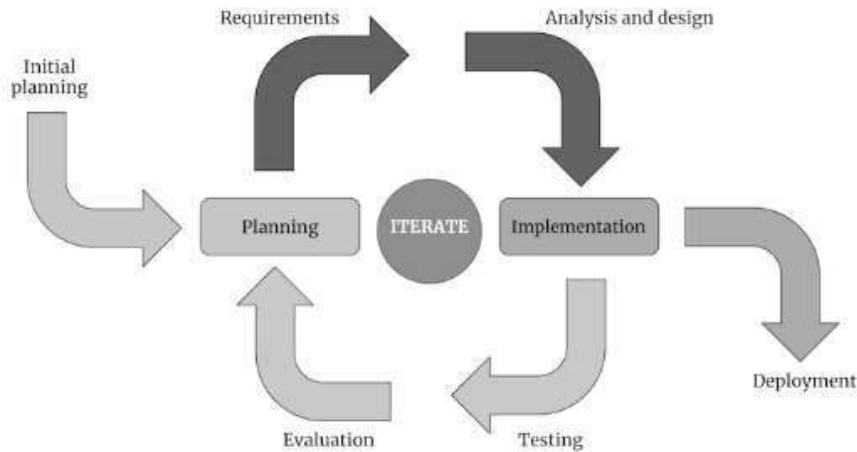 Requirements
Analysis and design
Initial
planning
Planning
ITERATE
Implementation
Deployment
Evaluation
Testing